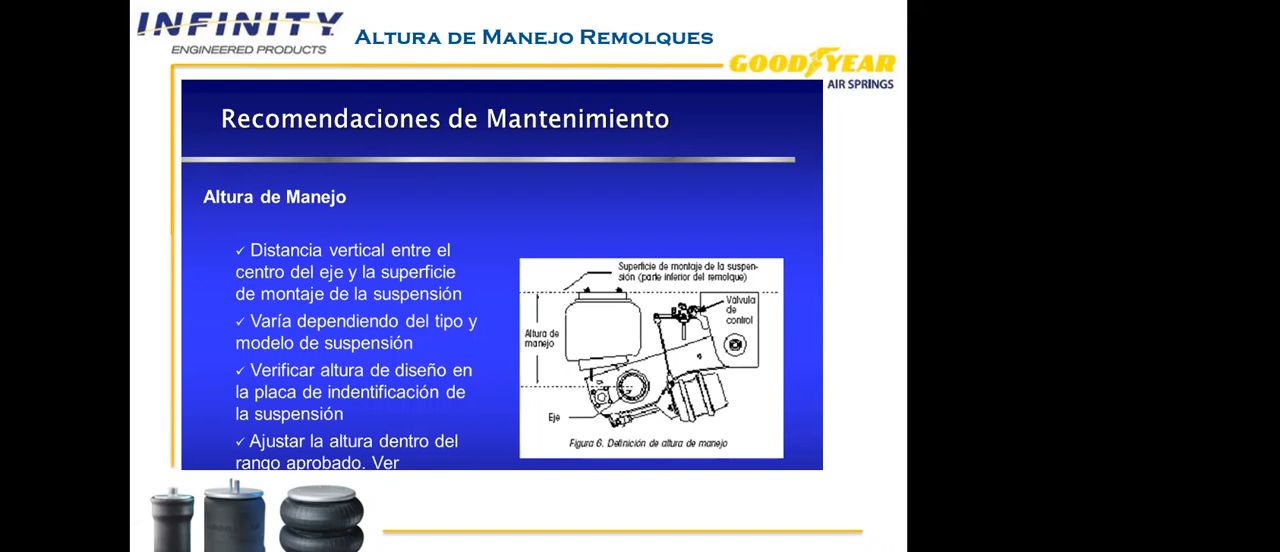 INFINITY
ENGINEERED PRODUCTS
ALTURA DE MANEJO REMOLQUES
GOODYEAR
AIR SPRINGS
Recomendaciones de Mantenimiento
Altura de Manejo
✓ Distancia vertical entre el
centro del eje y la superficie
de montaje de la suspensión
✓ Varía dependiendo del tipo y
modelo de suspensión
✓ Verificar altura de diseño en
la placa de indentificación de
la suspensión
✓ Ajustar la altura dentro del
rango aprobado. Ver
Superficie de montaje de la suspen-
sión (parte inferior del remolque)
Válvula
de
control
Altura de
manejo
Eje
Figura 6. Definición de altura de manejo